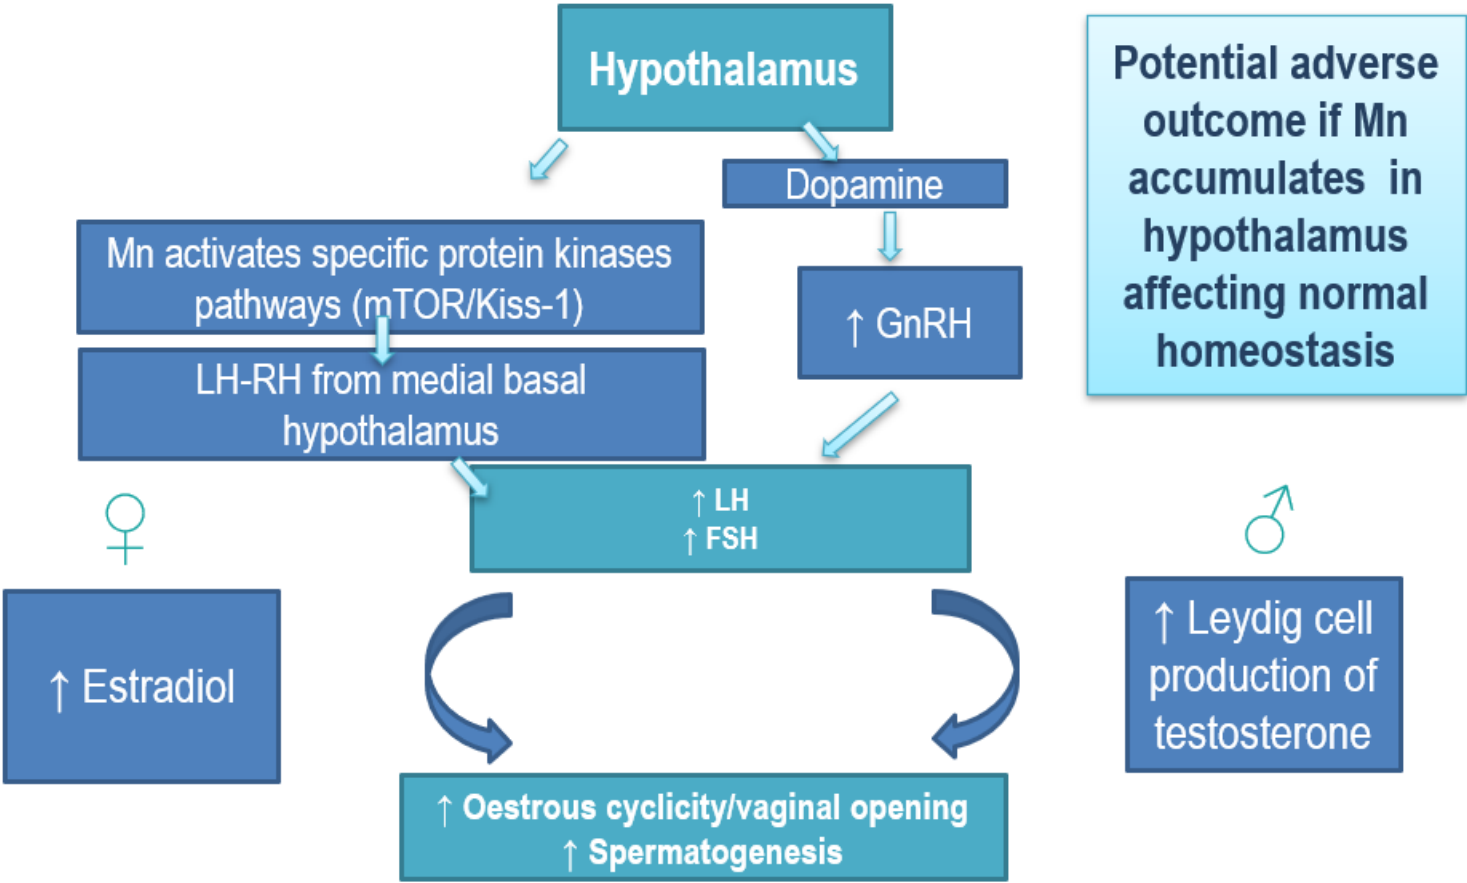 Hypothalamus
Potential adverse
outcome if Mn
accumulates in
hypothalamus
affecting normal
homeostasis
Dopamine
Mn activates specific protein kinases
pathways (mTOR/Kiss-1)
↑ GnRH
LH-RH from medial basal
hypothalamus
↑ LH
↑ FSH
♀
♂
↑ Estradiol
↑ Leydig cell
production of
testosterone
↑ Oestrous cyclicity/vaginal opening
↑ Spermatogenesis